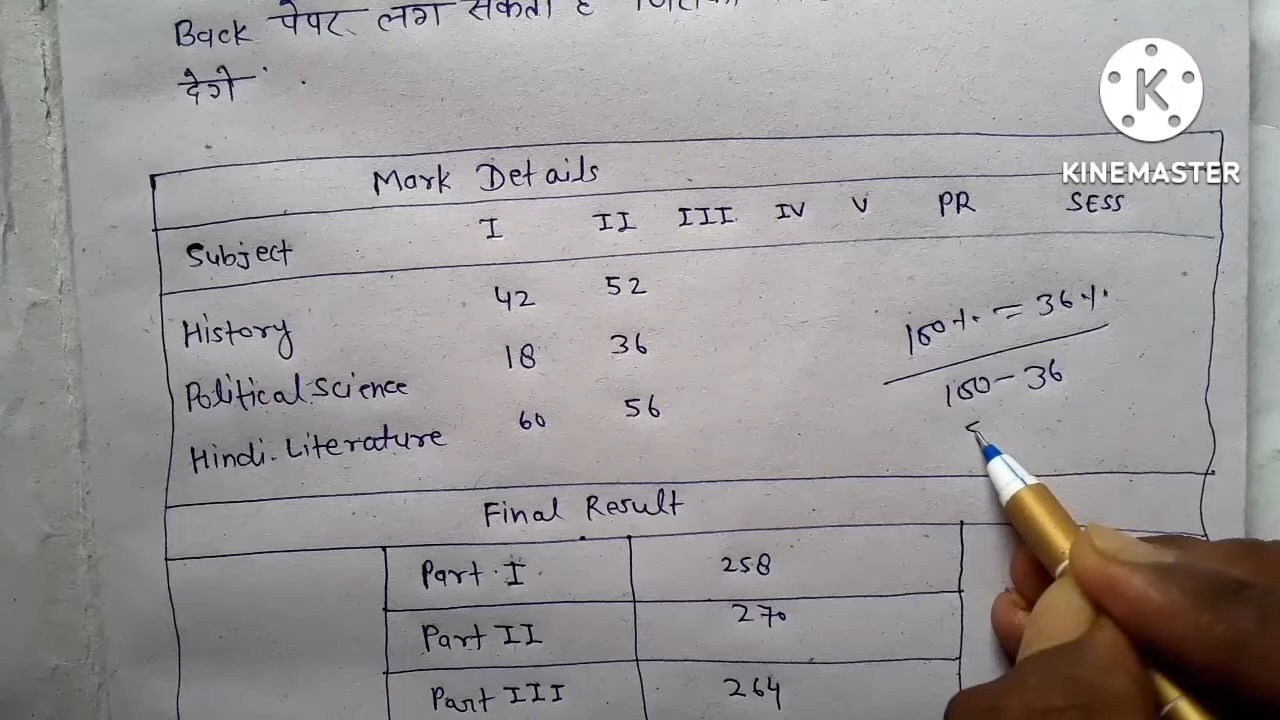 Back पेपर लग सकता है
देगे
K
KINEMASTER
Mark Details
Subject I II III IV V PR SESS
History 42 52
Political Science 18 36
Hindi. Literature 60 56
100% = 36%
100 - 36
Final Result
Part I 258
Part II 270
Part III 264